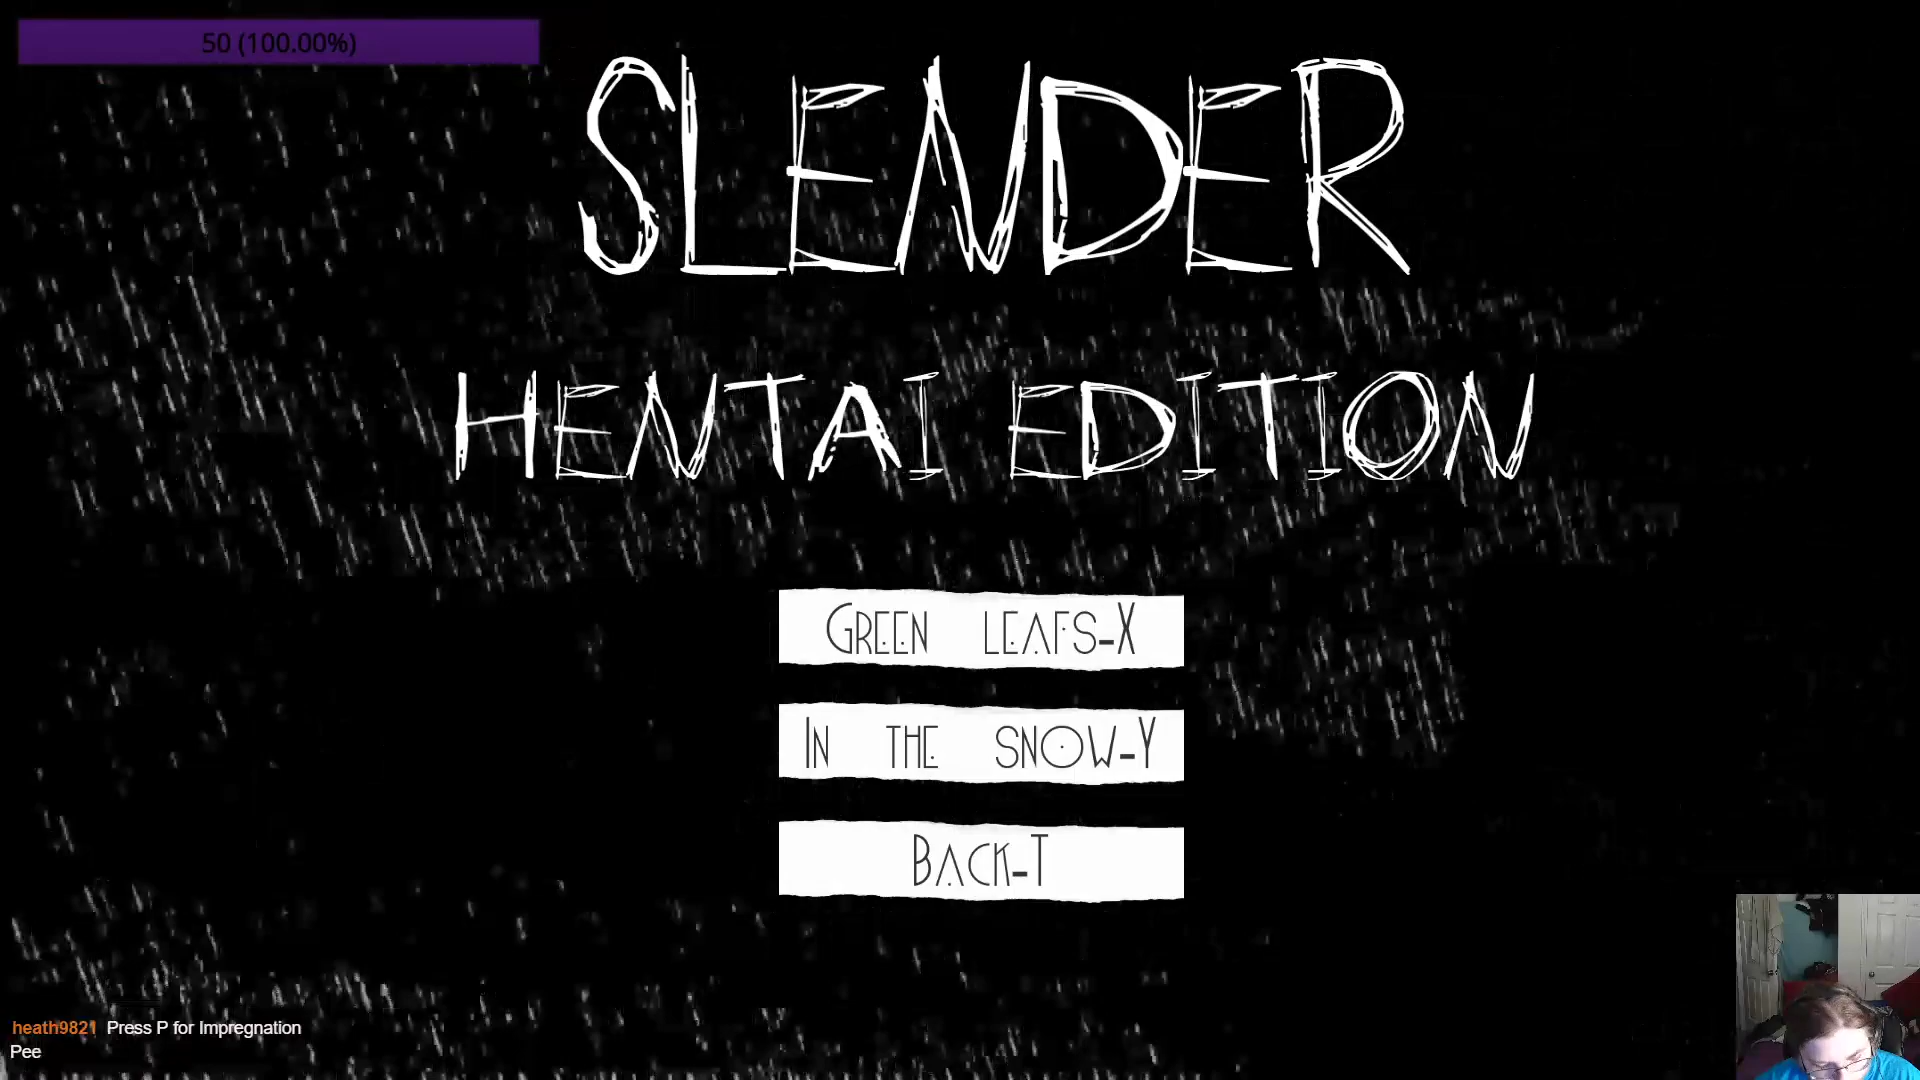 50 (100.00%)
SLENDER
HENTAI EDITION
GREEN LEAFS-X
IN THE SNOW-Y
BACK-T
heath9821 Press P for Impregnation
Pee